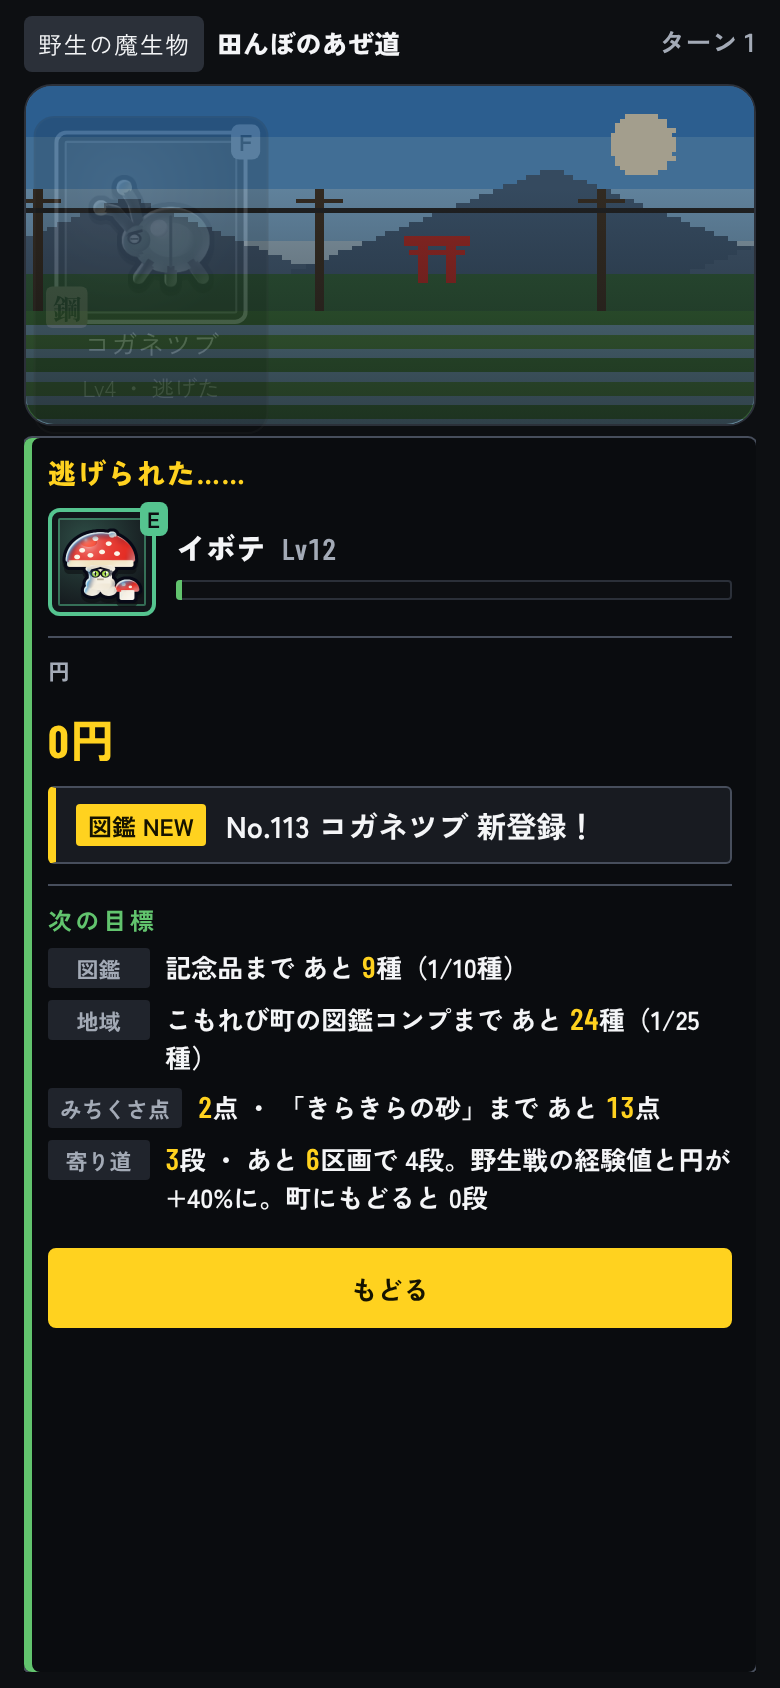 野生の魔生物 田んぼのあぜ道 ターン 1
F
鋼
コガネツブ
Lv4 ・ 逃げた
逃げられた……
E
イボテ Lv12
円
0円
図鑑 NEW No.113 コガネツブ 新登録！
次の目標
図鑑 記念品まで あと 9種（1/10種）
地域 こもれび町の図鑑コンプまで あと 24種（1/25
種）
みちくさ点 2点 ・ 「きらきらの砂」まで あと 13点
寄り道 3段 ・ あと 6区画で 4段。野生戦の経験値と円が
+40%に。町にもどると 0段
もどる